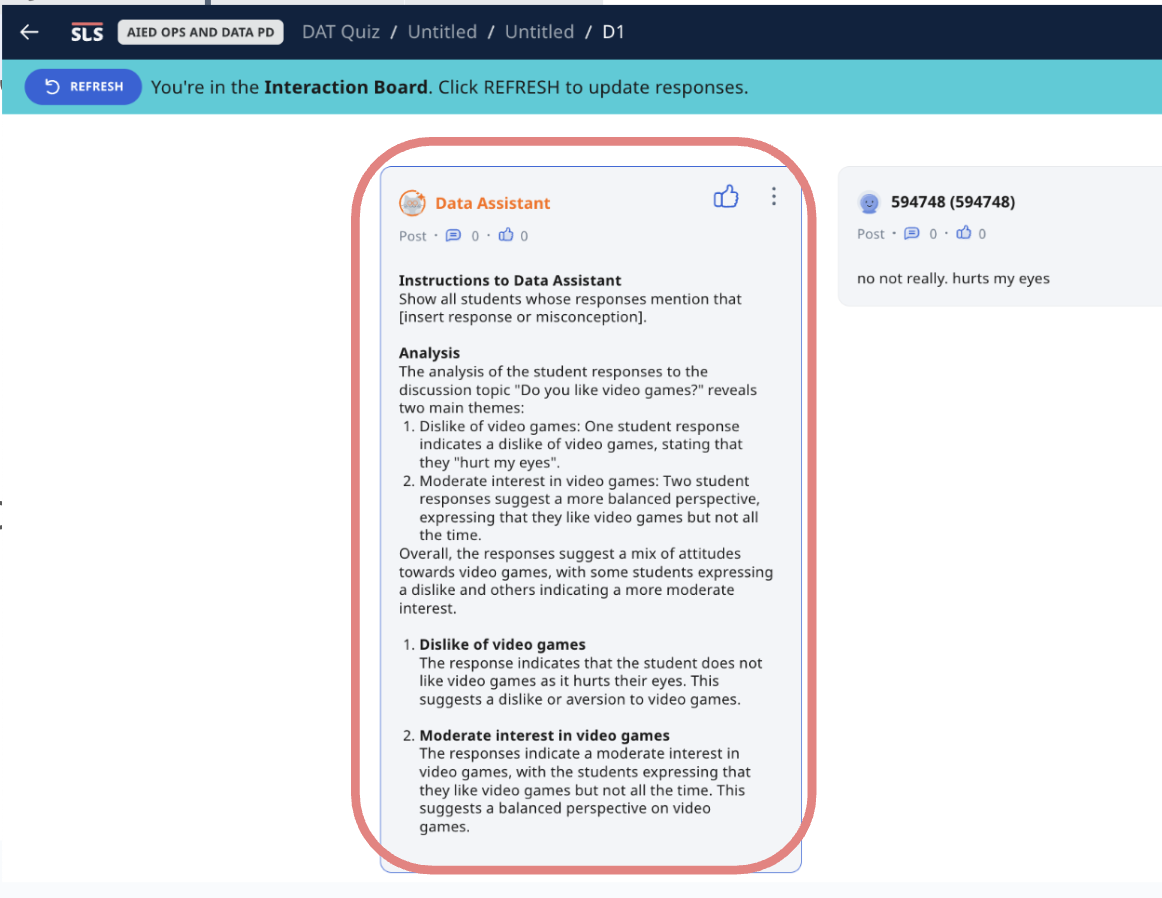 SLS AIED OPS AND DATA PD DAT Quiz / Untitled / Untitled / D1
REFRESH You're in the Interaction Board. Click REFRESH to update responses.
Data Assistant
Post · 0 · 0
Instructions to Data Assistant
Show all students whose responses mention that
[insert response or misconception].
Analysis
The analysis of the student responses to the
discussion topic "Do you like video games?" reveals
two main themes:
1. Dislike of video games: One student response
indicates a dislike of video games, stating that
they "hurt my eyes".
2. Moderate interest in video games: Two student
responses suggest a more balanced perspective,
expressing that they like video games but not all
the time.
Overall, the responses suggest a mix of attitudes
towards video games, with some students expressing
a dislike and others indicating a more moderate
interest.
1. Dislike of video games
The response indicates that the student does not
like video games as it hurts their eyes. This
suggests a dislike or aversion to video games.
2. Moderate interest in video games
The responses indicate a moderate interest in
video games, with the students expressing that
they like video games but not all the time. This
suggests a balanced perspective on video
games.
594748 (594748)
Post · 0 · 0
no not really. hurts my eyes